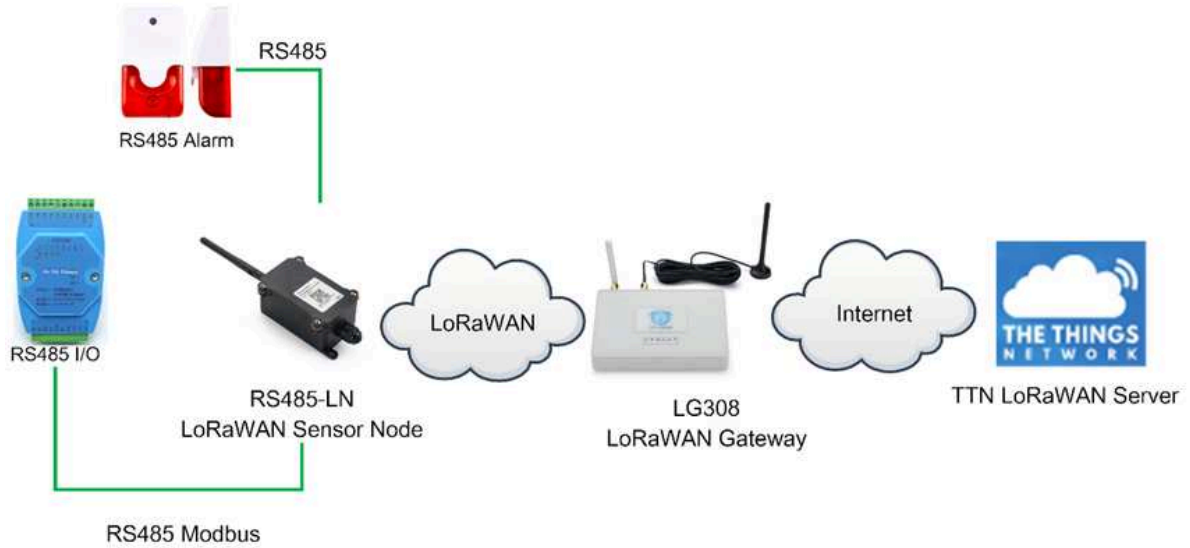 RS485
RS485 Alarm
RS485 I/O
RS485-LN
LoRaWAN Sensor Node
LoRaWAN
LG308
LoRaWAN Gateway
Internet
THE THINGS
NETWORK
TTN LoRaWAN Server
RS485 Modbus